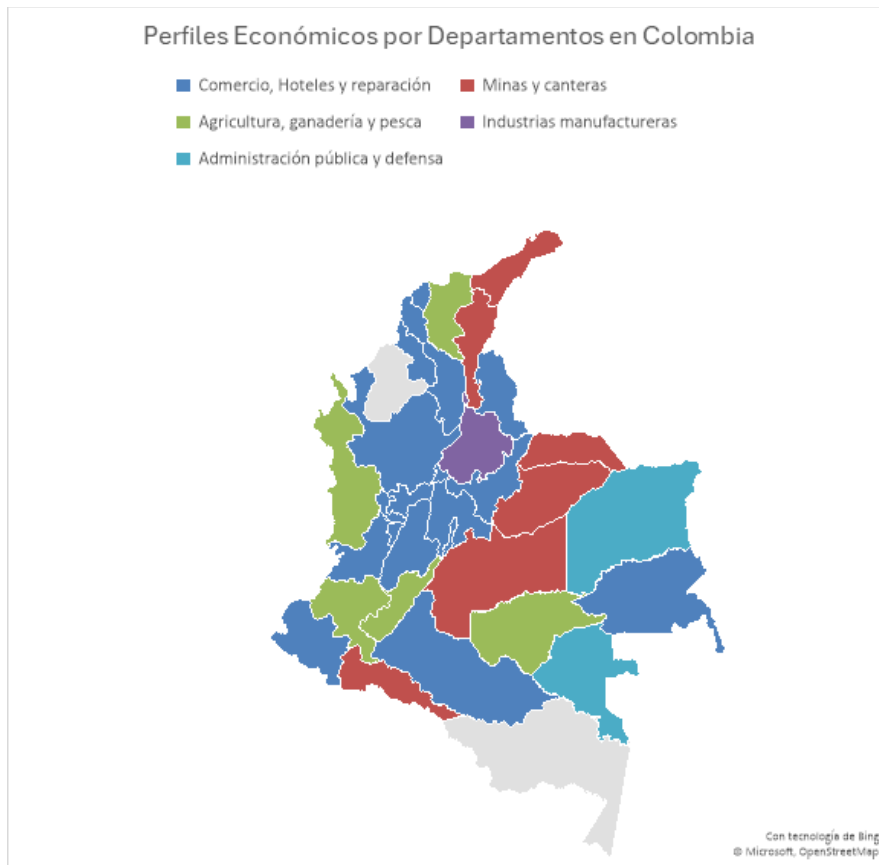 Perfiles Económicos por Departamentos en Colombia
Comercio, Hoteles y reparación
Minas y canteras
Agricultura, ganadería y pesca
Industrias manufactureras
Administración pública y defensa
Con tecnología de Bing
© Microsoft, OpenStreetMap